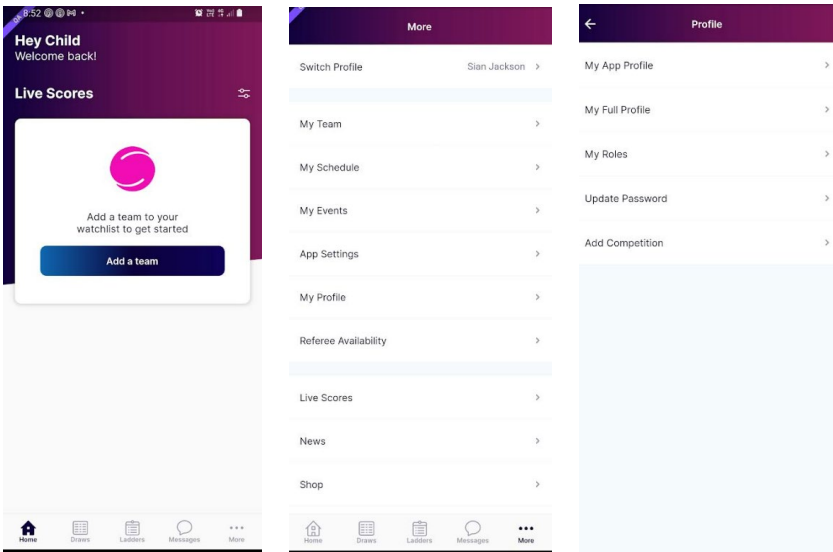 8:52
Hey Child
Welcome back!
Live Scores
Add a team to your
watchlist to get started
Add a team
Home Draws Ladders Messages More
More
Switch Profile Sian Jackson
My Team
My Schedule
My Events
App Settings
My Profile
Referee Availability
Live Scores
News
Shop
Home Draws Ladders Messages More
Profile
My App Profile
My Full Profile
My Roles
Update Password
Add Competition